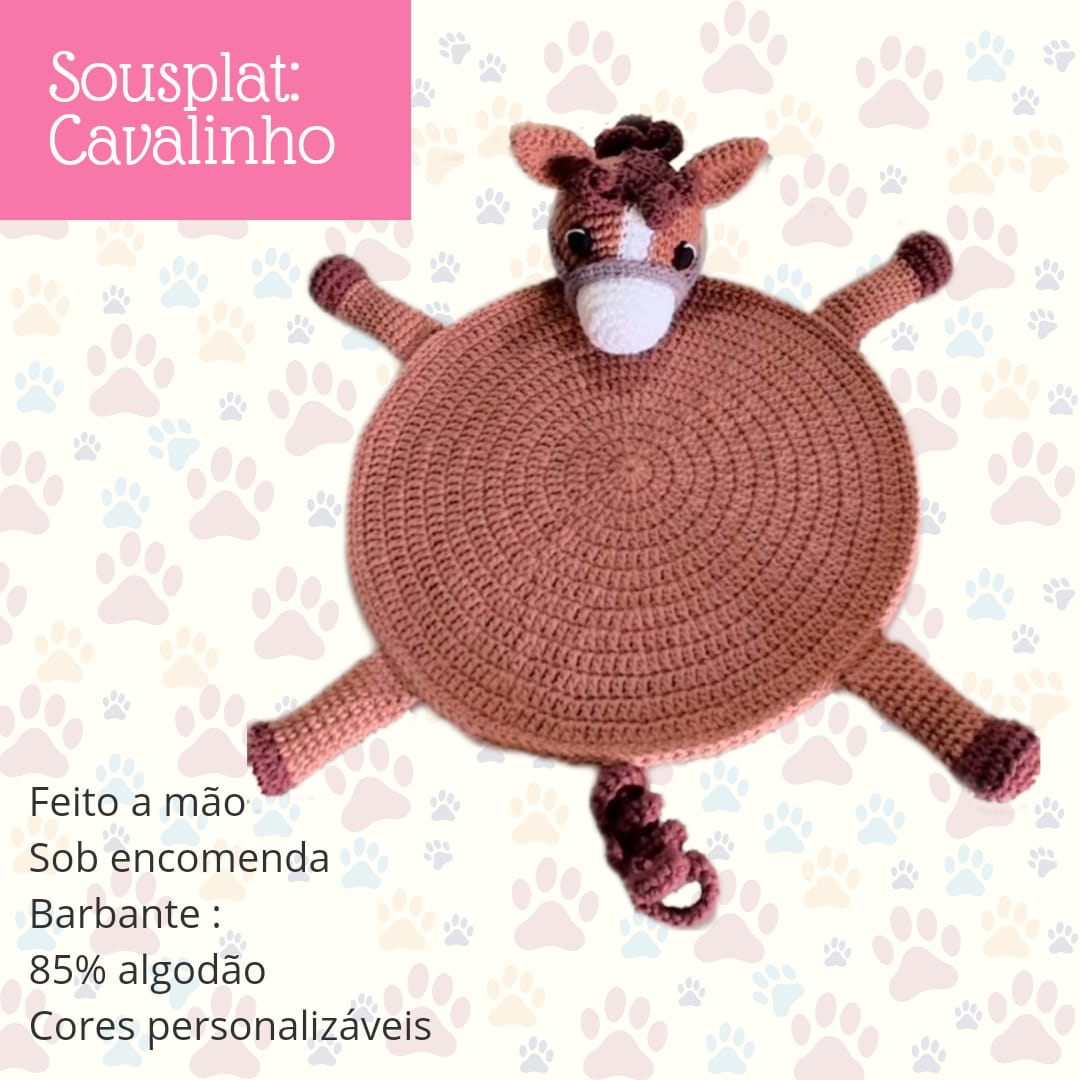 Sousplat:
Cavalinho
Feito a mão
Sob encomenda
Barbante :
85% algodão
Cores personalizáveis